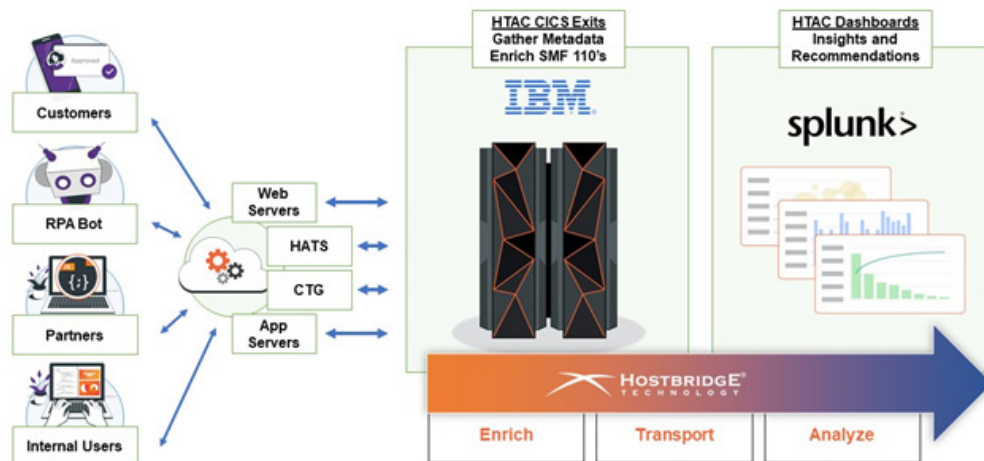 Approved
Customers
RPA Bot
{;}
Partners
Internal Users
Web
Servers
HATS
CTG
App
Servers
HTAC CICS Exits
Gather Metadata
Enrich SMF 110's
IBM®
HTAC Dashboards
Insights and
Recommendations
splunk>
HOSTBRIDGE®
TECHNOLOGY
Enrich
Transport
Analyze